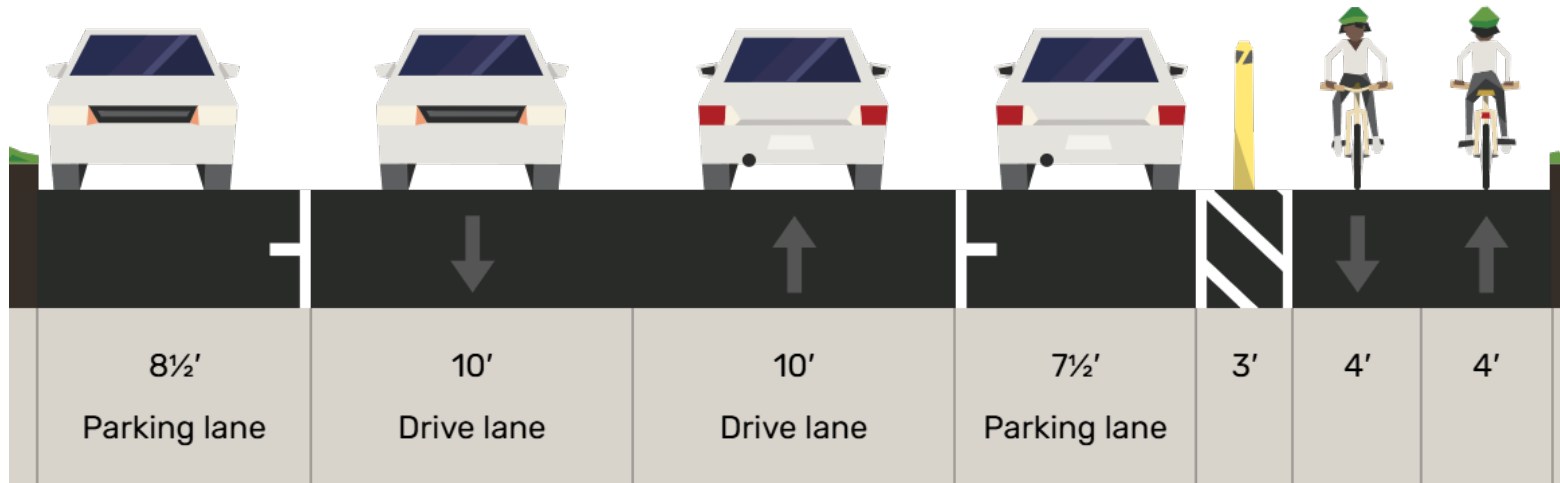 8½′ 10′ 10′ 7½′ 3′ 4′ 4′
Parking lane Drive lane Drive lane Parking lane